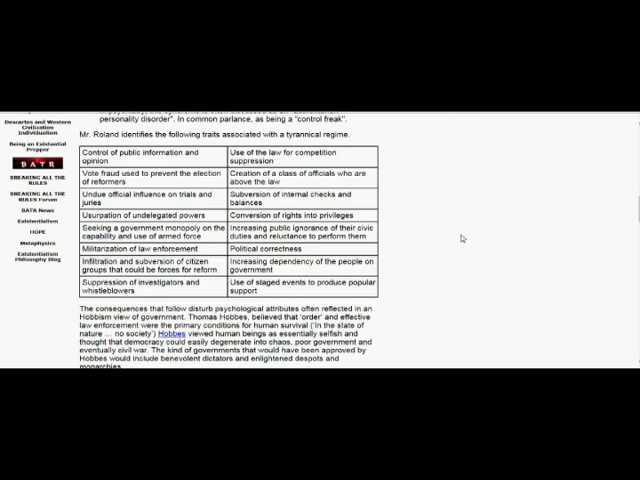 personality disorder". In common parlance, as being a "control freak".
Mr. Roland identifies the following traits associated with a tyrannical regime.
Descartes and Western
Civilization
Individualism
Being an Existential
Prepper
BATR
BREAKING ALL THE
RULES
BREAKING ALL THE
RULES Forum
BATR News
Existentialism
HOPE
Metaphysics
Existentialism
Philosophy Blog
Control of public information and
opinion
Use of the law for competition
suppression
Vote fraud used to prevent the election
of reformers
Creation of a class of officials who are
above the law
Undue official influence on trials and
juries
Subversion of internal checks and
balances
Usurpation of undelegated powers
Conversion of rights into privileges
Seeking a government monopoly on the
capability and use of armed force
Increasing public ignorance of their civic
duties and reluctance to perform them
Militarization of law enforcement
Political correctness
Infiltration and subversion of citizen
groups that could be forces for reform
Increasing dependency of the people on
government
Suppression of investigators and
whistleblowers
Use of staged events to produce popular
support
The consequences that follow disturb psychological attributes often reflected in an
Hobbism view of government. Thomas Hobbes, believed that 'order' and effective
law enforcement were the primary conditions for human survival ('In the state of
nature ... no society') Hobbes viewed human beings as essentially selfish and
thought that democracy could easily degenerate into chaos, poor government and
eventually civil war. The kind of governments that would have been approved by
Hobbes would include benevolent dictators and enlightened despots and
monarchies